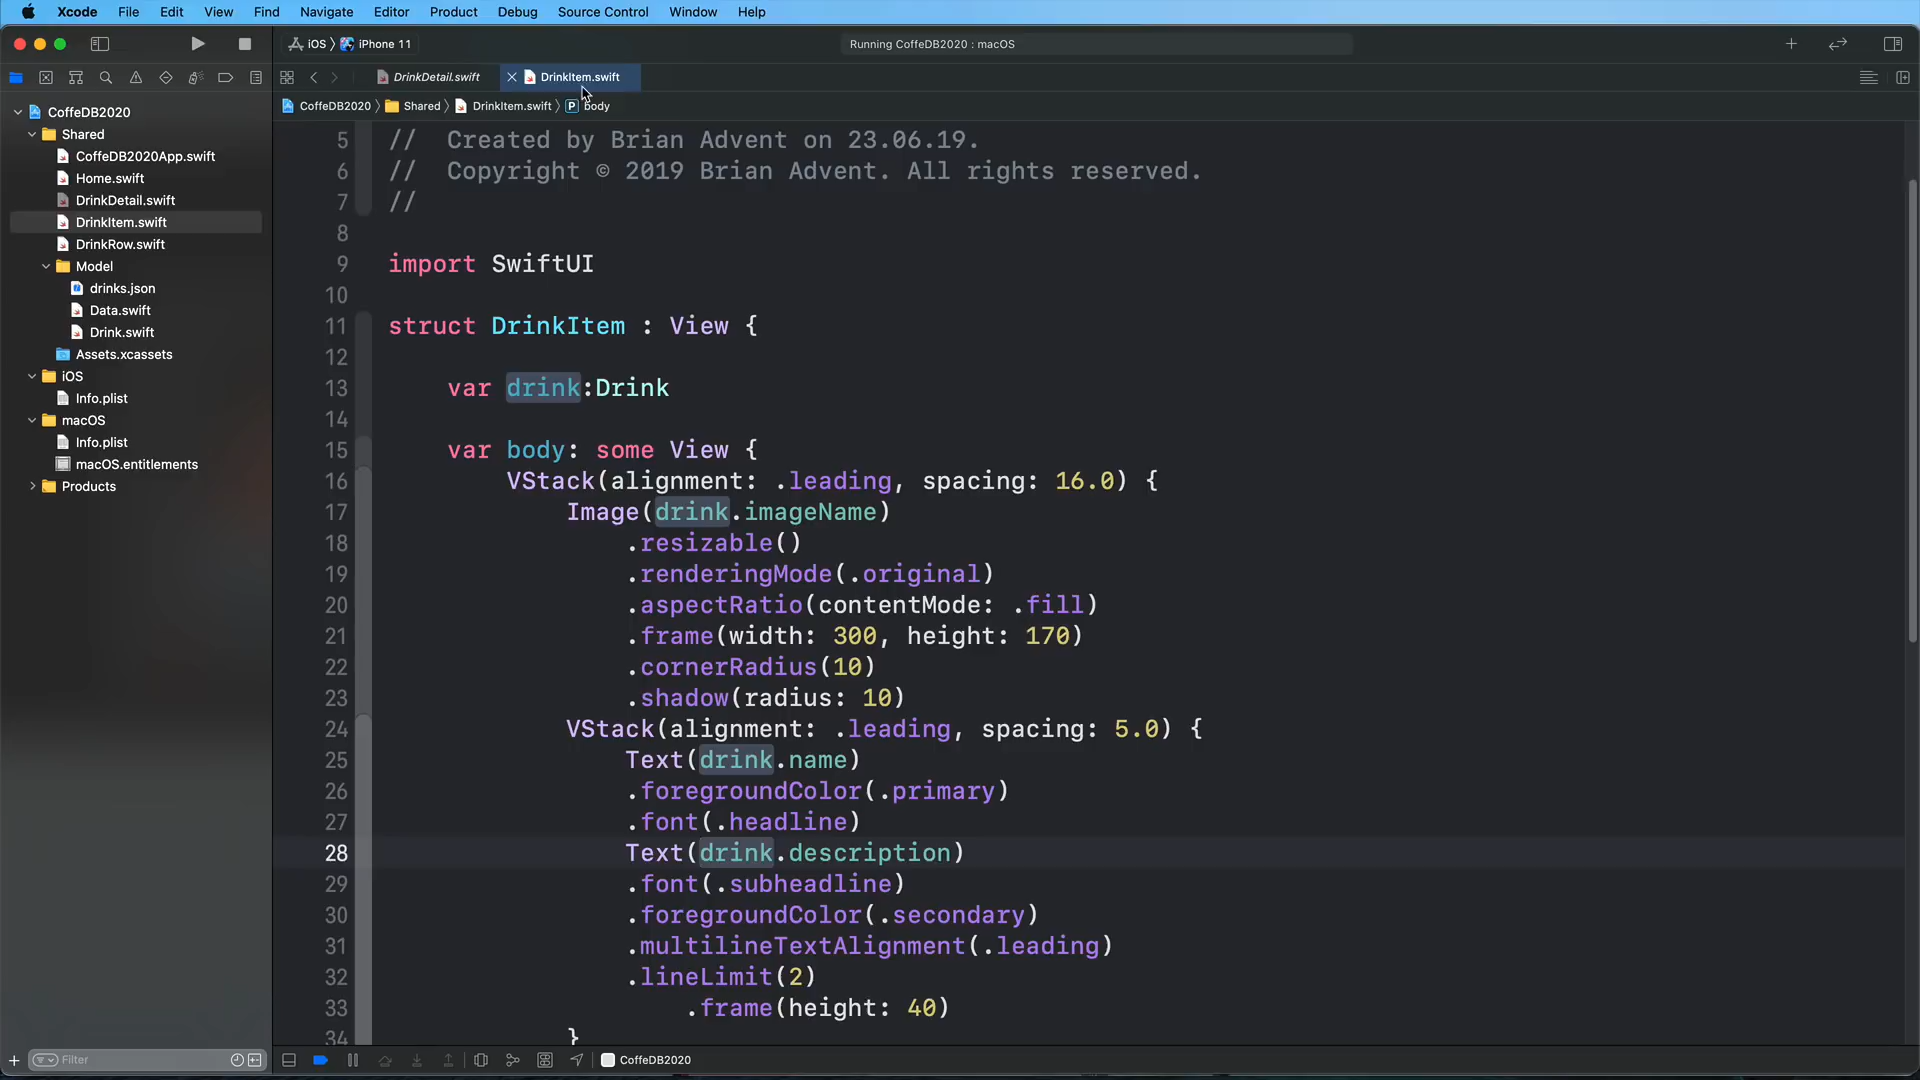 Xcode File Edit View Find Navigate Editor Product Debug Source Control Window Help
iOS iPhone 11 Running CoffeDB2020 : macOS
DrinkDetail.swift DrinkItem.swift
CoffeDB2020 Shared DrinkItem.swift P body
CoffeDB2020
Shared
CoffeDB2020App.swift
Home.swift
DrinkDetail.swift
DrinkItem.swift
DrinkRow.swift
Model
drinks.json
Data.swift
Drink.swift
Assets.xcassets
iOS
Info.plist
macOS
Info.plist
macOS.entitlements
Products
Filter
5 // Created by Brian Advent on 23.06.19.
6 // Copyright © 2019 Brian Advent. All rights reserved.
7 //
8
9 import SwiftUI
10
11 struct DrinkItem : View {
12
13 var drink:Drink
14
15 var body: some View {
16 VStack(alignment: .leading, spacing: 16.0) {
17 Image(drink.imageName)
18 .resizable()
19 .renderingMode(.original)
20 .aspectRatio(contentMode: .fill)
21 .frame(width: 300, height: 170)
22 .cornerRadius(10)
23 .shadow(radius: 10)
24 VStack(alignment: .leading, spacing: 5.0) {
25 Text(drink.name)
26 .foregroundColor(.primary)
27 .font(.headline)
28 Text(drink.description)
29 .font(.subheadline)
30 .foregroundColor(.secondary)
31 .multilineTextAlignment(.leading)
32 .lineLimit(2)
33 .frame(height: 40)
34 }
CoffeDB2020